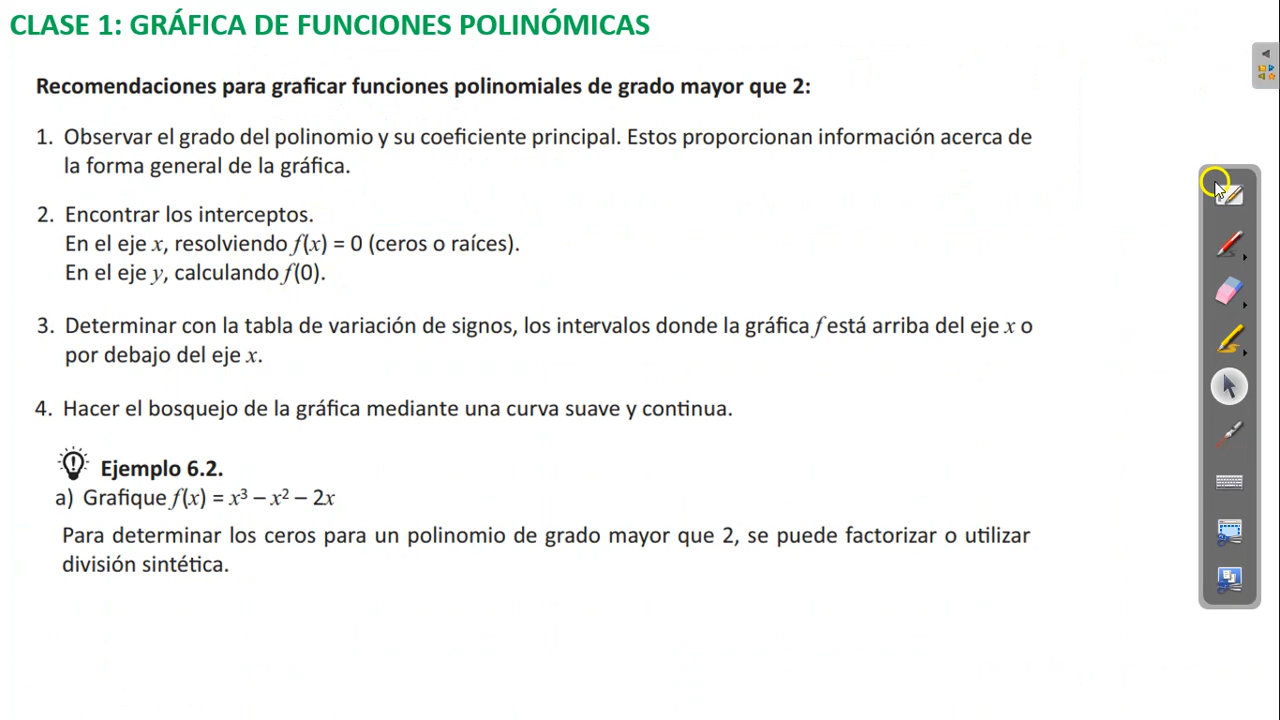 CLASE 1: GRÁFICA DE FUNCIONES POLINÓMICAS
Recomendaciones para graficar funciones polinomiales de grado mayor que 2:
1. Observar el grado del polinomio y su coeficiente principal. Estos proporcionan información acerca de
la forma general de la gráfica.
2. Encontrar los interceptos.
En el eje x, resolviendo f(x) = 0 (ceros o raíces).
En el eje y, calculando f(0).
3. Determinar con la tabla de variación de signos, los intervalos donde la gráfica f está arriba del eje x o
por debajo del eje x.
4. Hacer el bosquejo de la gráfica mediante una curva suave y continua.
Ejemplo 6.2.
a) Grafique f(x) = x³ – x² – 2x
Para determinar los ceros para un polinomio de grado mayor que 2, se puede factorizar o utilizar
división sintética.